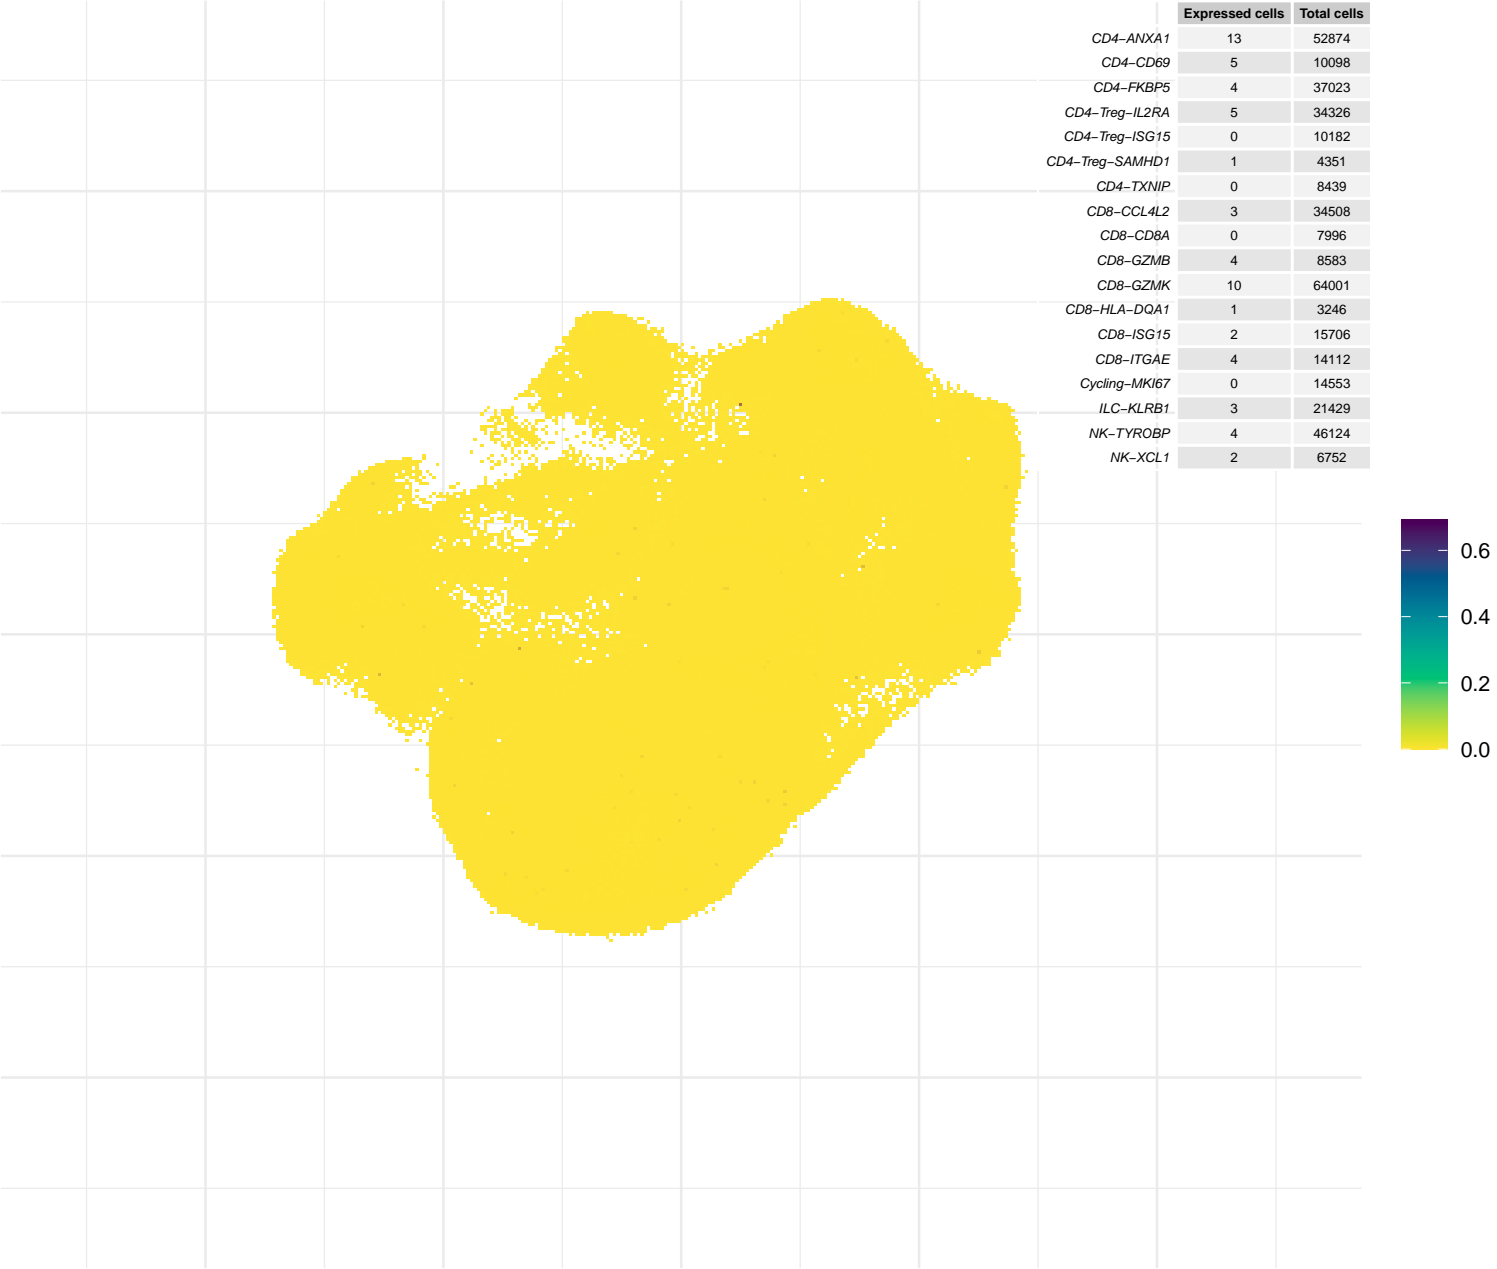 Expressed cells Total cells
CD4−ANXA1 13 52874
CD4−CD69 5 10098
CD4−FKBP5 4 37023
CD4−Treg−IL2RA 5 34326
CD4−Treg−ISG15 0 10182
CD4−Treg−SAMHD1 1 4351
CD4−TXNIP 0 8439
CD8−CCL4L2 3 34508
CD8−CD8A 0 7996
CD8−GZMB 4 8583
CD8−GZMK 10 64001
CD8−HLA−DQA1 1 3246
CD8−ISG15 2 15706
CD8−ITGAE 4 14112
Cycling−MKI67 0 14553
ILC−KLRB1 3 21429
NK−TYROBP 4 46124
NK−XCL1 2 6752
0.6
0.4
0.2
0.0